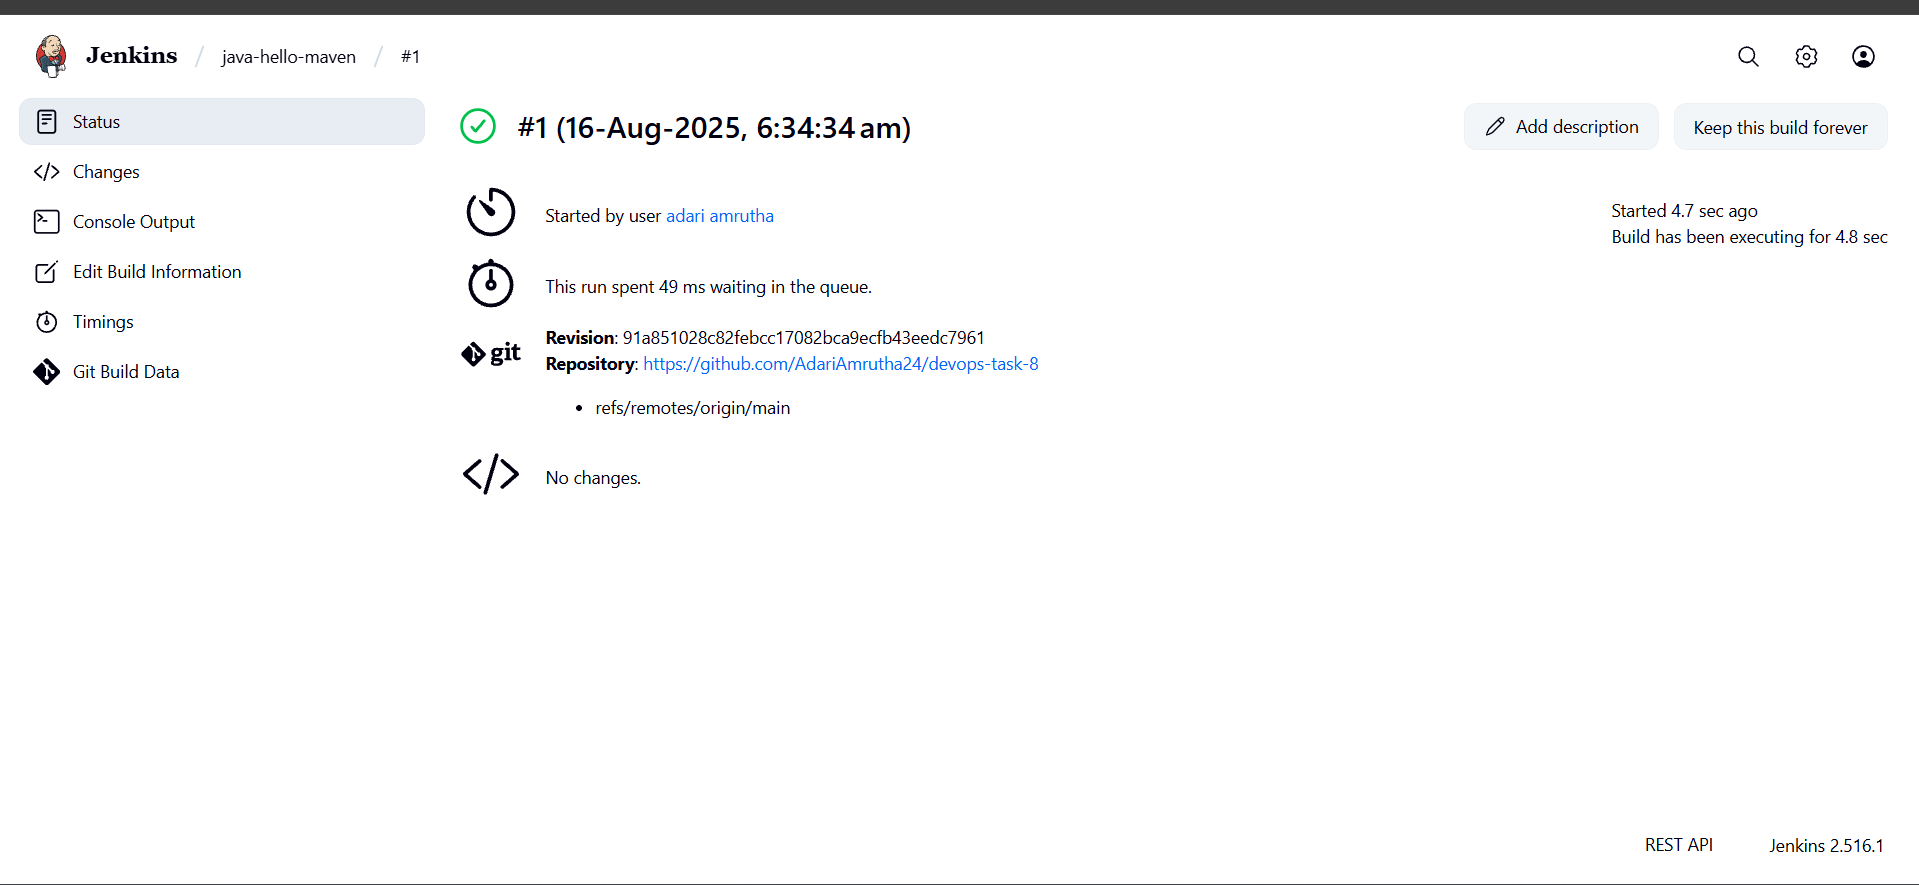 Jenkins / java-hello-maven / #1
Status
Changes
Console Output
Edit Build Information
Timings
Git Build Data
#1 (16-Aug-2025, 6:34:34 am)
Add description
Keep this build forever
Started by user adari amrutha
Started 4.7 sec ago
Build has been executing for 4.8 sec
This run spent 49 ms waiting in the queue.
git
Revision: 91a851028c82febcc17082bca9ecfb43eedc7961
Repository: https://github.com/AdariAmrutha24/devops-task-8
• refs/remotes/origin/main
No changes.
REST API
Jenkins 2.516.1